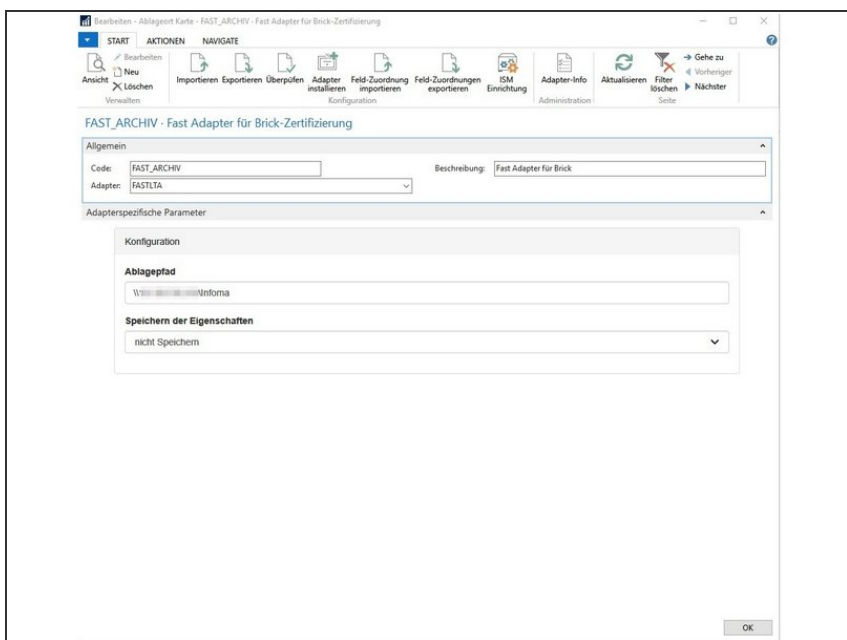 Bearbeiten - Ablageort Karte - FAST_ARCHIV · Fast Adapter für Brick-Zertifizierung
START AKTIONEN NAVIGATE
Ansicht
Bearbeiten
Neu
Löschen
Verwalten
Importieren Exportieren Überprüfen
Adapter installieren
Feld-Zuordnung importieren
Feld-Zuordnungen exportieren
ISM Einrichtung
Konfiguration
Adapter-Info
Administration
Aktualisieren
Filter löschen
Gehe zu
Vorheriger
Nächster
Seite
FAST_ARCHIV · Fast Adapter für Brick-Zertifizierung
Allgemein
Code: FAST_ARCHIV Beschreibung: Fast Adapter für Brick
Adapter: FASTLTA
Adapterspezifische Parameter
Konfiguration
Ablagepfad
\\ \Infoma
Speichern der Eigenschaften
nicht Speichern
OK